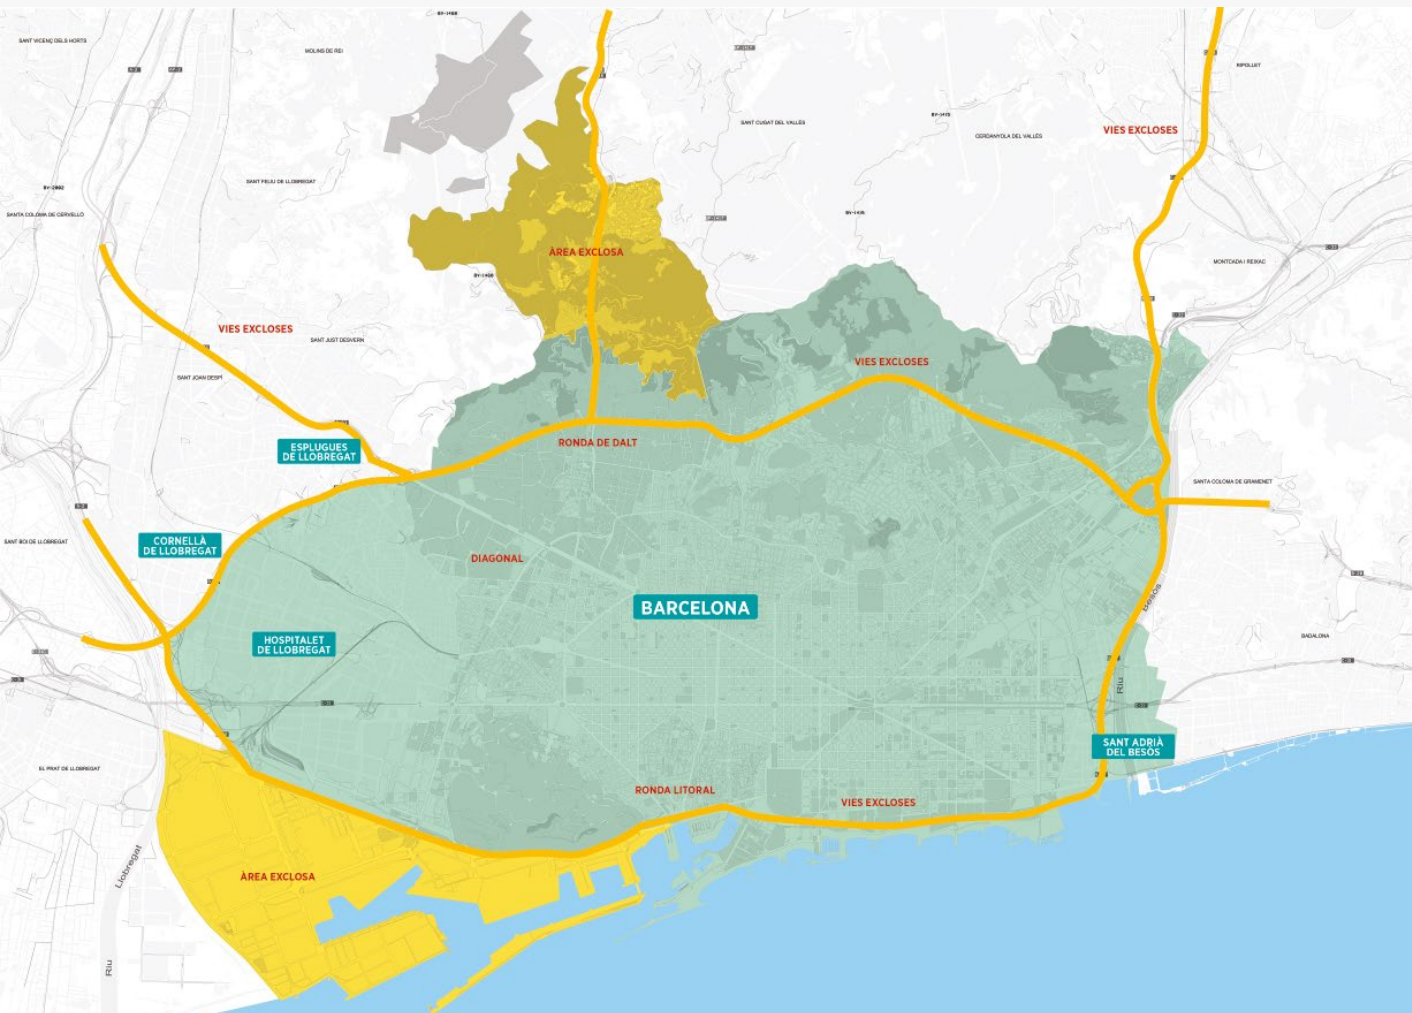 SANT VICENÇ DELS HORTS
MOLINS DE REI
RIPOLLET
SANT CUGAT DEL VALLÈS
CERDANYOLA DEL VALLÈS
VIES EXCLOSES
SANT FELIU DE LLOBREGAT
SANTA COLOMA DE CERVELLÓ
ÀREA EXCLOSA
MONTCADA I REIXAC
VIES EXCLOSES
SANT JUST DESVERN
VIES EXCLOSES
SANT JOAN DESPÍ
RONDA DE DALT
ESPLUGUES
DE LLOBREGAT
SANTA COLOMA DE GRAMENET
SANT BOI DE LLOBREGAT
CORNELLÀ
DE LLOBREGAT
DIAGONAL
Besòs
BARCELONA
HOSPITALET
DE LLOBREGAT
BADALONA
Riu
SANT ADRIÀ
DEL BESÒS
EL PRAT DE LLOBREGAT
RONDA LITORAL
VIES EXCLOSES
Llobregat
ÀREA EXCLOSA
Riu